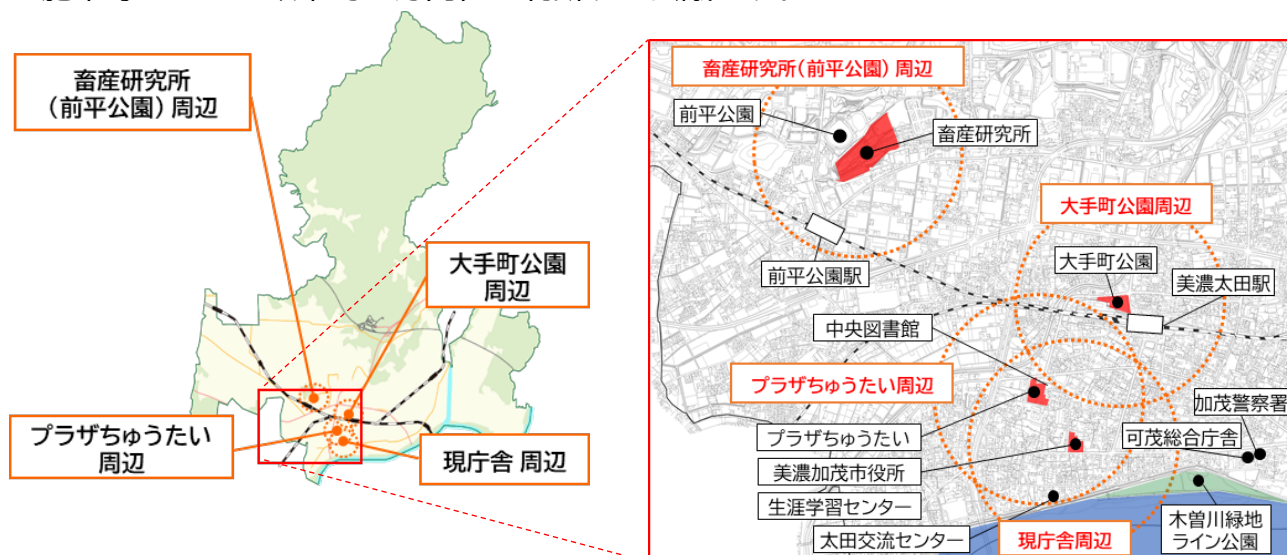 畜産研究所
（前平公園）周辺
大手町公園
周辺
プラザちゅうたい
周辺
現庁舎 周辺
畜産研究所（前平公園）周辺
前平公園
畜産研究所
大手町公園周辺
前平公園駅
大手町公園
美濃太田駅
中央図書館
プラザちゅうたい周辺
加茂警察署
プラザちゅうたい
可茂総合庁舎
美濃加茂市役所
生涯学習センター
太田交流センター
現庁舎周辺
木曽川緑地
ライン公園